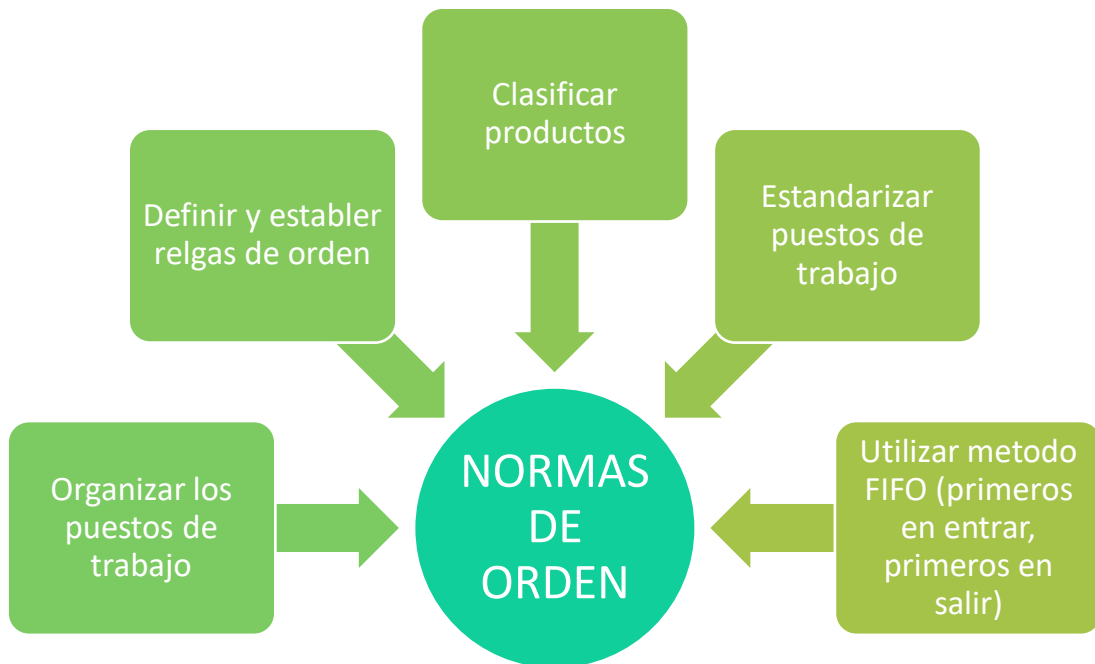 Clasificar
productos
Definir y establer
relgas de orden
Estandarizar
puestos de
trabajo
Organizar los
puestos de
trabajo
NORMAS
DE
ORDEN
Utilizar metodo
FIFO (primeros
en entrar,
primeros en
salir)